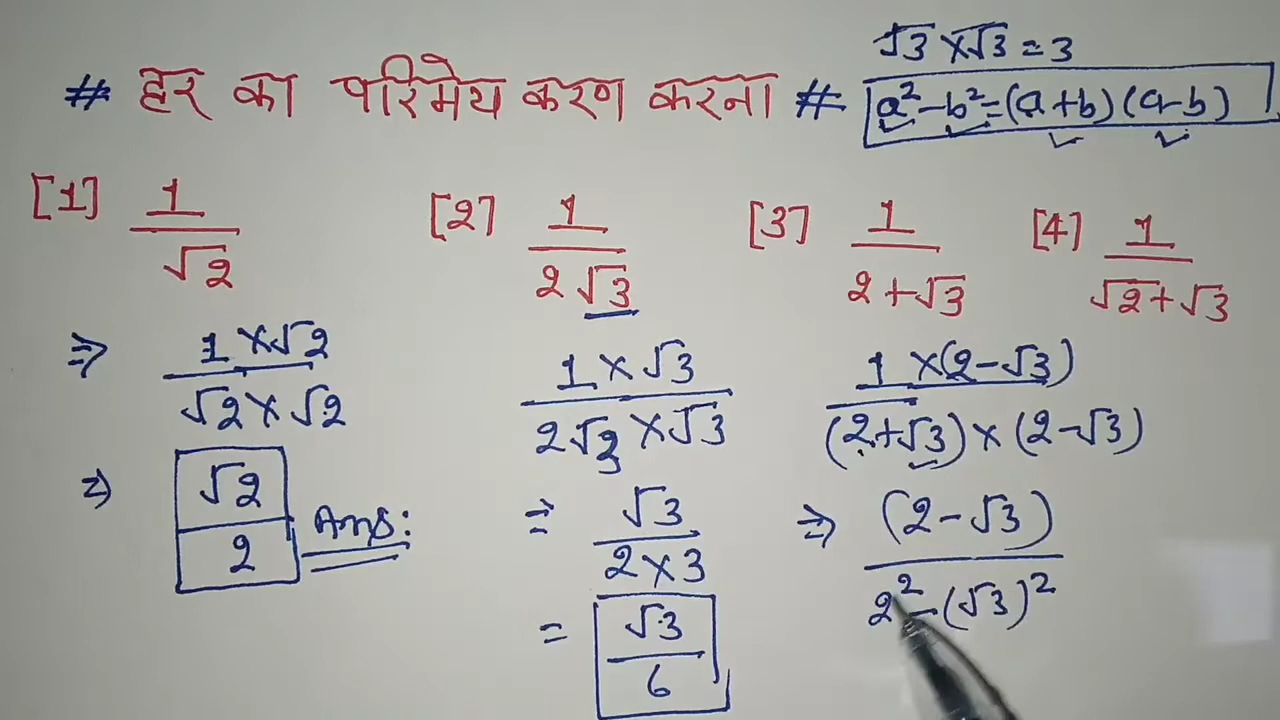 √3 × √3 = 3
# हर का परिमेय करण करना #
a² - b² = (a + b) (a - b)
[1] 1 / √2
[2] 1 / 2√3
[3] 1 / 2 + √3
[4] 1 / √2 + √3
⇒ 1 × √2 / √2 × √2
⇒ √2 / 2 Ans:
1 × √3 / 2√3 × √3
⇒ √3 / 2 × 3
= √3 / 6
1 × (2 - √3) / (2 + √3) × (2 - √3)
⇒ (2 - √3) / 2² - (√3)²